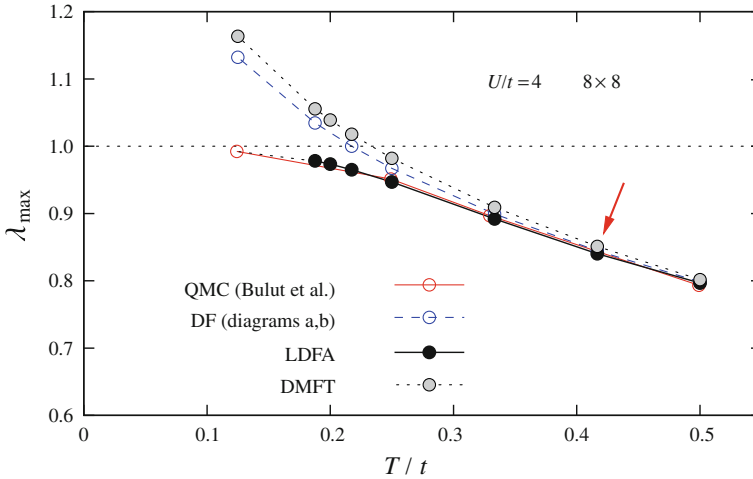 1.2
1.1
U/t = 4 8 × 8
1.0
λmax
0.9
0.8
QMC (Bulut et al.)
DF (diagrams a,b)
0.7
LDFA
DMFT
0.6
0 0.1 0.2 0.3 0.4 0.5
T / t